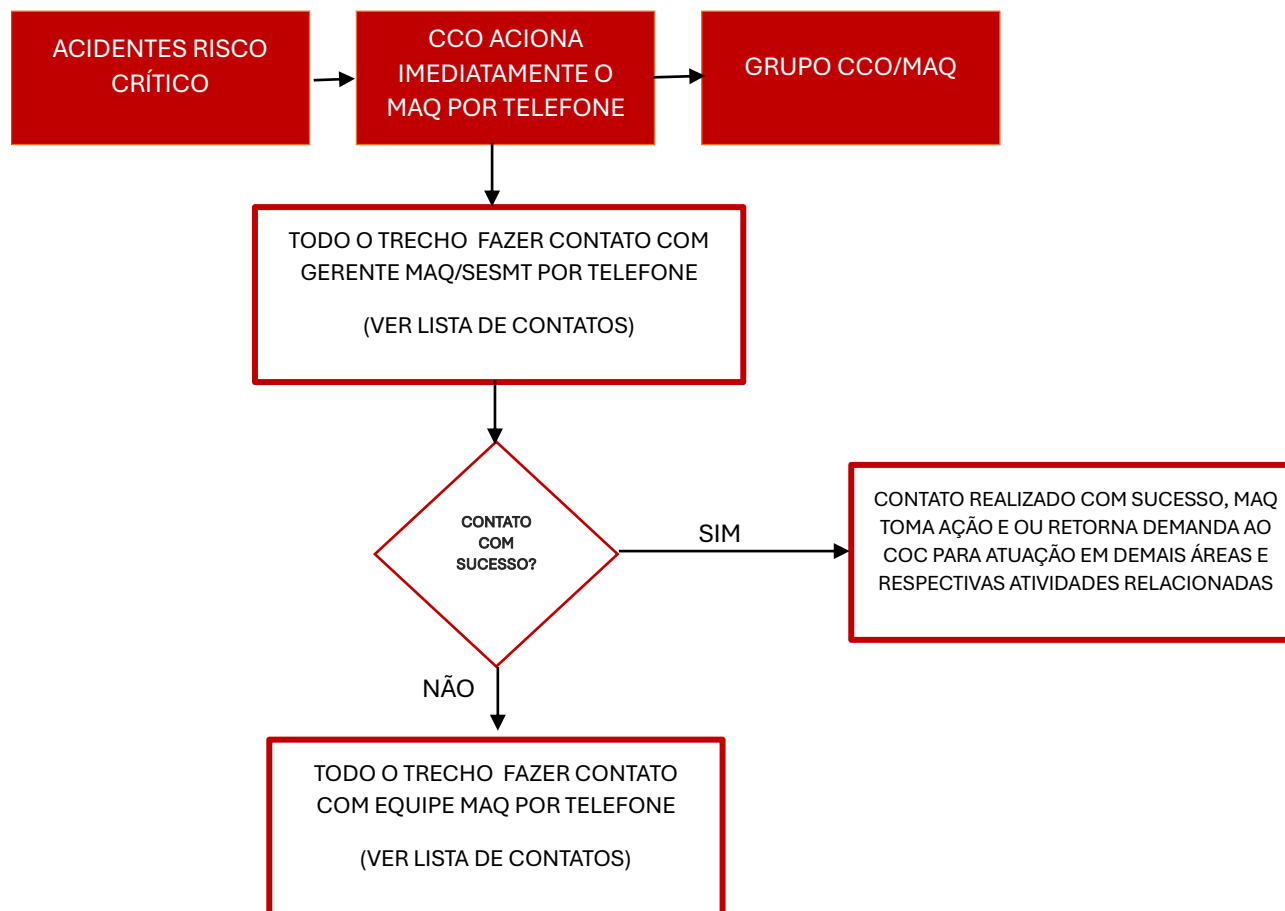 ACIDENTES RISCO
CRÍTICO
CCO ACIONA
IMEDIATAMENTE O
MAQ POR TELEFONE
GRUPO CCO/MAQ
TODO O TRECHO  FAZER CONTATO COM
GERENTE MAQ/SESMT POR TELEFONE
(VER LISTA DE CONTATOS)
CONTATO
COM
SUCESSO?
SIM
CONTATO REALIZADO COM SUCESSO, MAQ
TOMA AÇÃO E OU RETORNA DEMANDA AO
COC PARA ATUAÇÃO EM DEMAIS ÁREAS E
RESPECTIVAS ATIVIDADES RELACIONADAS
NÃO
TODO O TRECHO  FAZER CONTATO
COM EQUIPE MAQ POR TELEFONE
(VER LISTA DE CONTATOS)